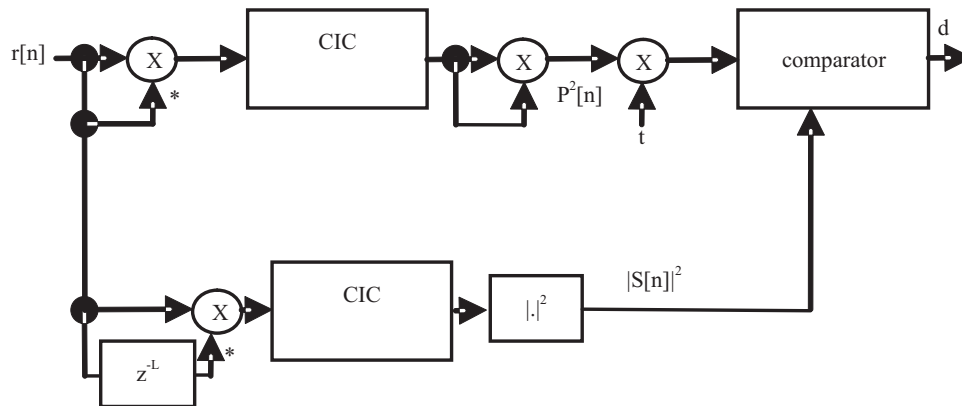 r[n]
X
*
CIC
X
P²[n]
X
t
comparator
d
X
*
z⁻ᴸ
CIC
|.|²
|S[n]|²